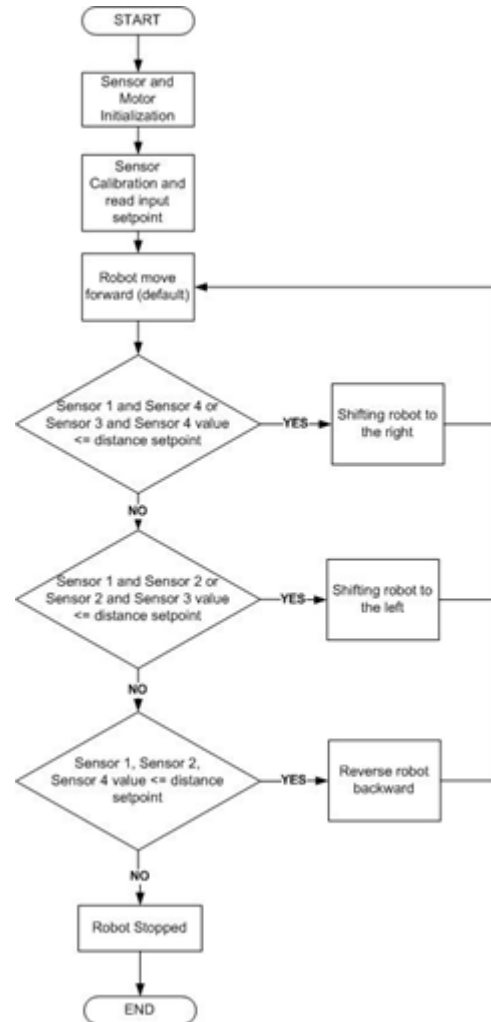 START
Sensor and
Motor
Initialization
Sensor
Calibration and
read input
setpoint
Robot move
forward (default)
Sensor 1 and Sensor 4 or
Sensor 3 and Sensor 4 value
<= distance setpoint
YES
Shifting robot to
the right
NO
Sensor 1 and Sensor 2 or
Sensor 2 and Sensor 3 value
<= distance setpoint
YES
Shifting robot to
the left
NO
Sensor 1, Sensor 2,
Sensor 4 value <= distance
setpoint
YES
Reverse robot
backward
NO
Robot Stopped
END